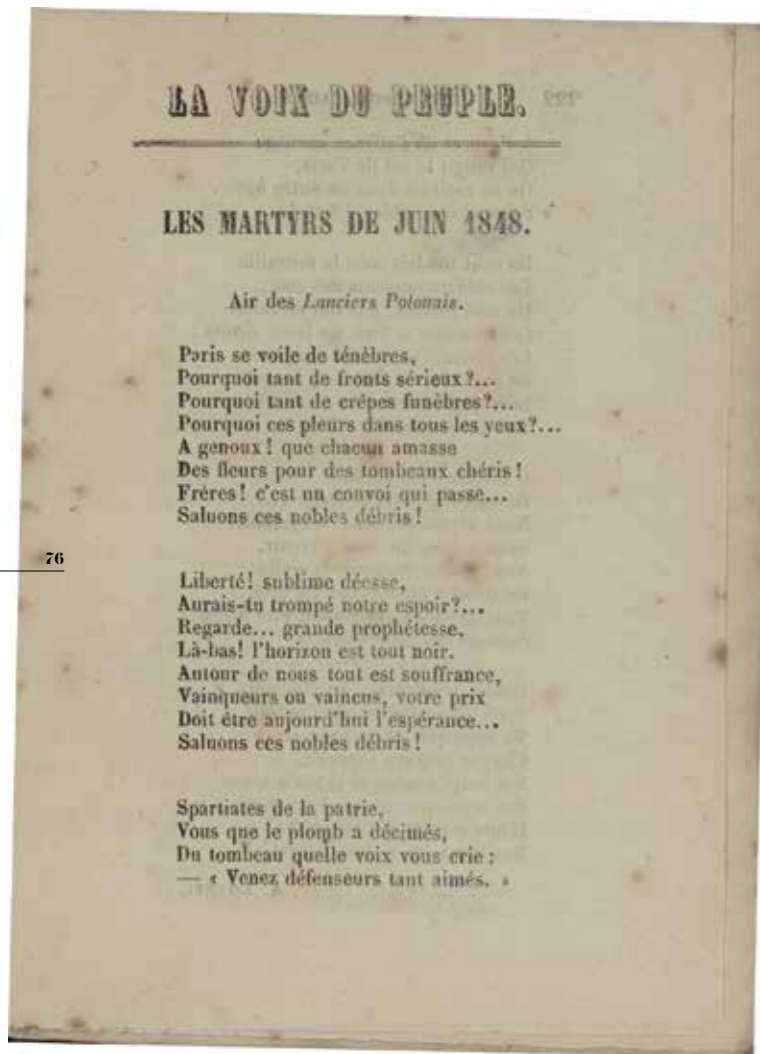 LA VOIX DU PEUPLE.
LES MARTYRS DE JUIN 1848.
Air des Lanciers Polonais.
Paris se voile de ténèbres,
Pourquoi tant de fronts sérieux?...
Pourquoi tant de crêpes funèbres?...
Pourquoi ces pleurs dans tous les yeux?...
A genoux! que chacun amasse
Des fleurs pour des tombeaux chéris!
Frères! c'est un convoi qui passe...
Saluons ces nobles débris!
76
Liberté! sublime déesse,
Aurais-tu trompé notre espoir?...
Regarde... grande prophétesse,
Là-bas! l'horizon est tout noir.
Autour de nous tout est souffrance,
Vainqueurs ou vaincus, votre prix
Doit être aujourd'hui l'espérance...
Saluons ces nobles débris!
Spartiates de la patrie,
Vous que le plomb a décimés,
Du tombeau quelle voix vous crie:
— « Venez défenseurs tant aimés. »